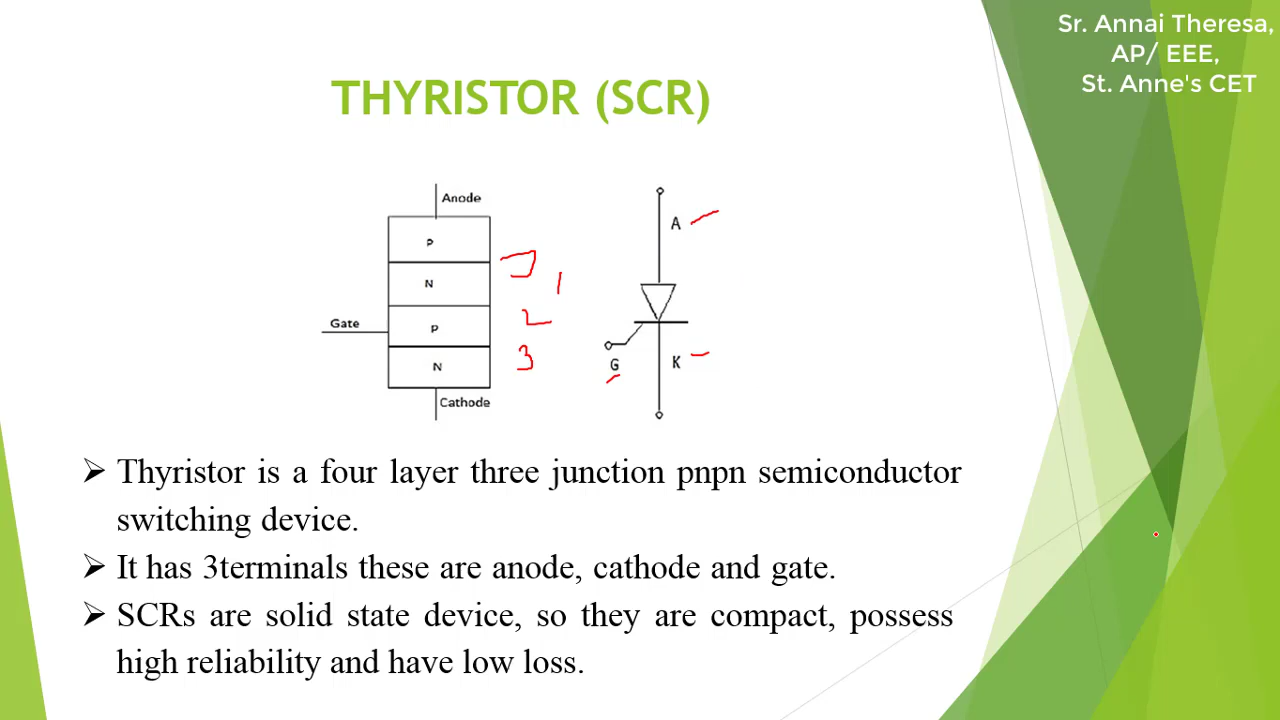 Sr. Annai Theresa,
AP/ EEE,
St. Anne's CET
THYRISTOR (SCR)
Anode
P
N
Gate
P
N
Cathode
J
1
2
3
A
G
K
➢ Thyristor is a four layer three junction pnpn semiconductor
switching device.
➢ It has 3terminals these are anode, cathode and gate.
➢ SCRs are solid state device, so they are compact, possess
high reliability and have low loss.